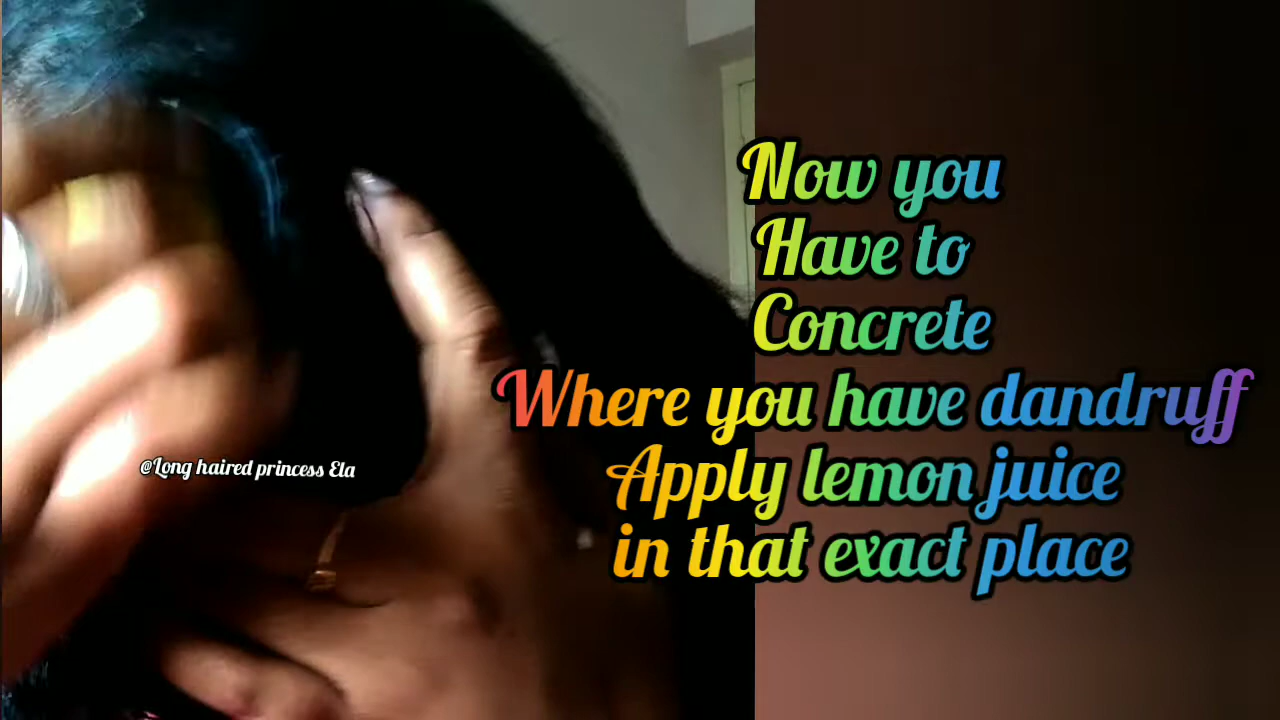 Now you
Have to
Concrete
Where you have dandruff
Apply lemon juice
in that exact place
@Long haired princess Ela